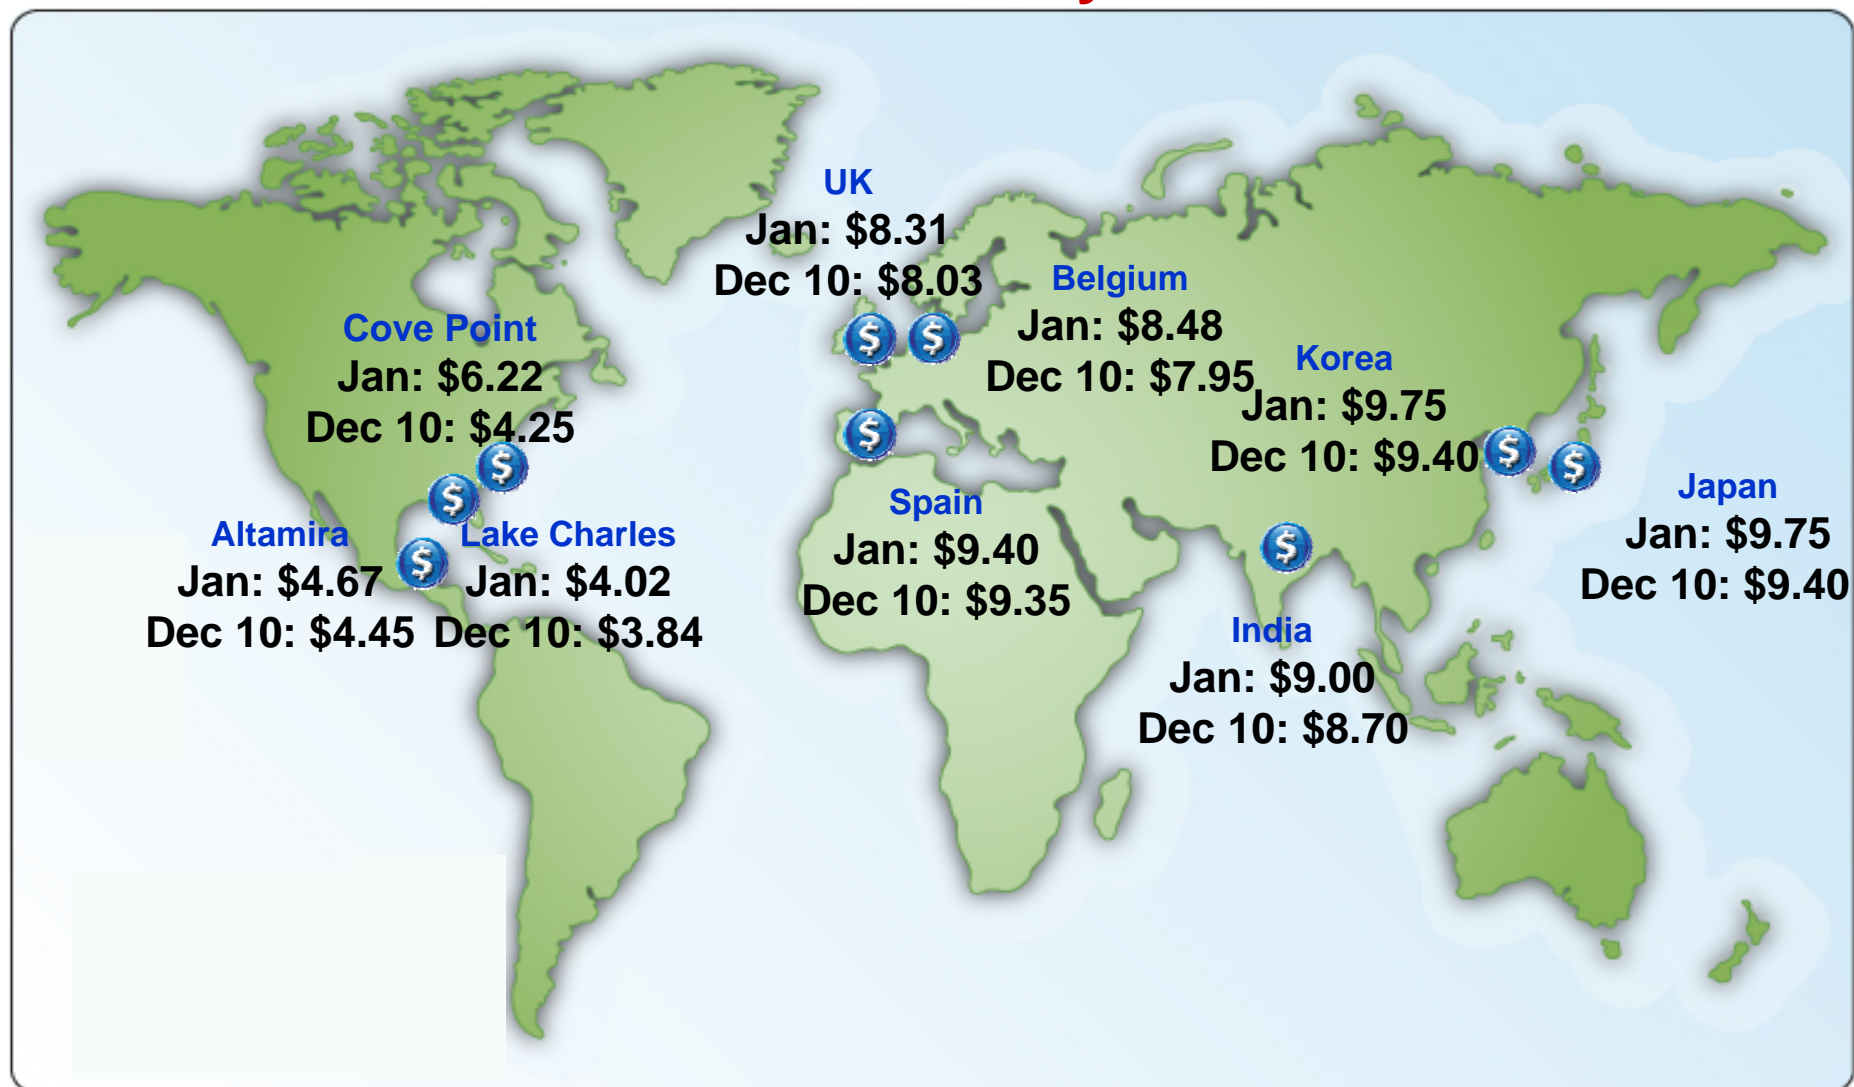 UK
Jan: $8.31
Dec 10: $8.03
Belgium
Jan: $8.48
Dec 10: $7.95
Cove Point
Jan: $6.22
Dec 10: $4.25
Korea
Jan: $9.75
Dec 10: $9.40
Japan
Jan: $9.75
Dec 10: $9.40
Altamira
Jan: $4.67
Dec 10: $4.45
Lake Charles
Jan: $4.02
Dec 10: $3.84
Spain
Jan: $9.40
Dec 10: $9.35
India
Jan: $9.00
Dec 10: $8.70